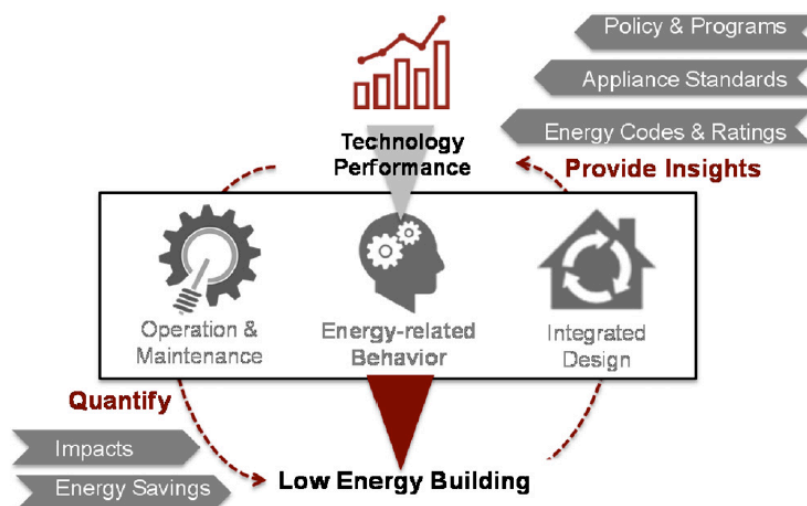 Policy & Programs
Appliance Standards
Energy Codes & Ratings
Technology
Performance
Provide Insights
Operation &
Maintenance
Energy-related
Behavior
Integrated
Design
Quantify
Impacts
Energy Savings
Low Energy Building